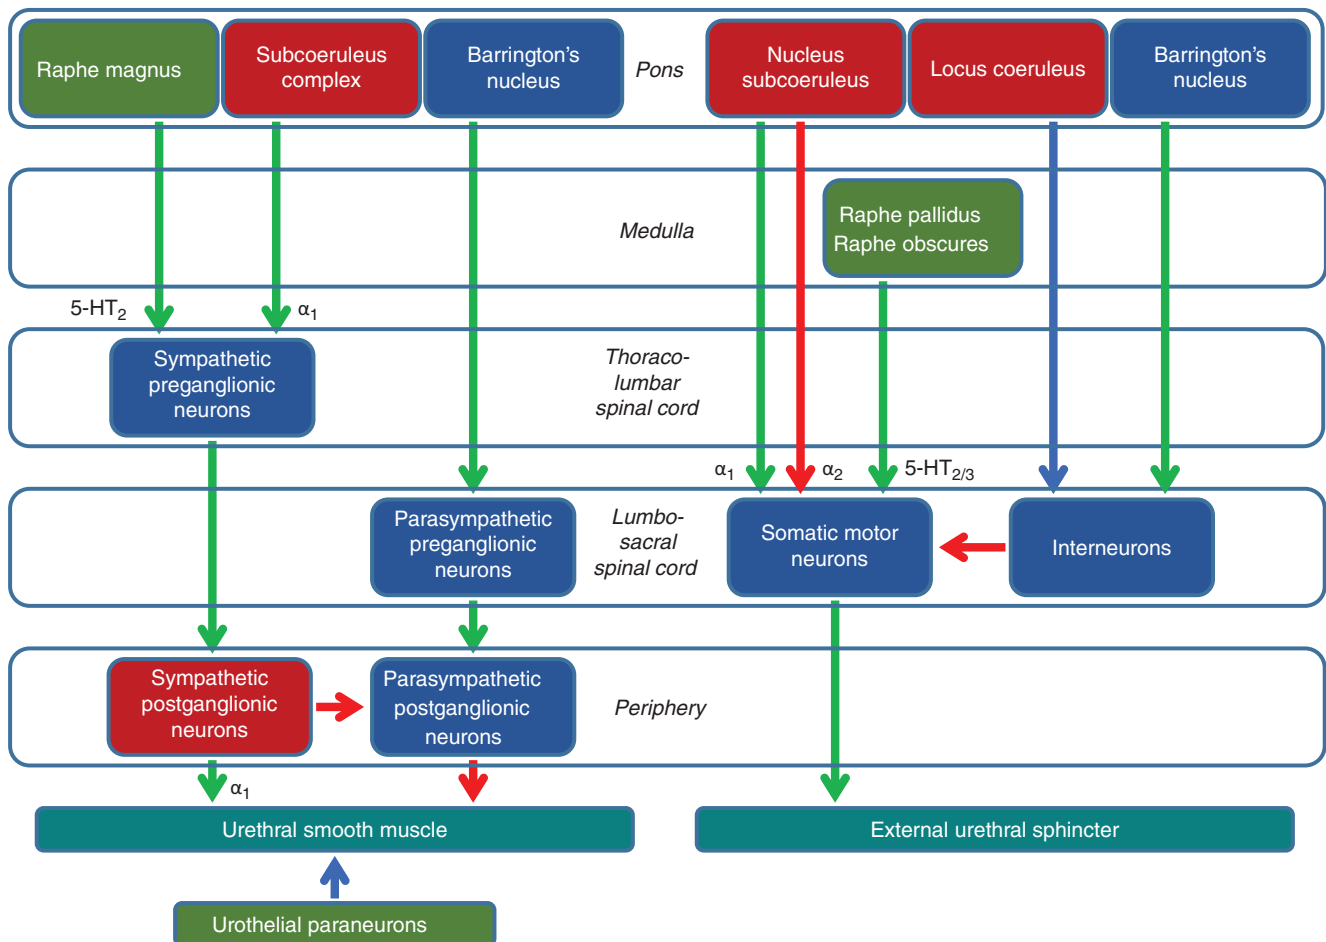 Raphe magnus
Subcoeruleus
complex
Barrington's
nucleus
Pons
Nucleus
subcoeruleus
Locus coeruleus
Barrington's
nucleus
Medulla
Raphe pallidus
Raphe obscures
5-HT₂
α₁
Sympathetic
preganglionic
neurons
Thoraco-
lumbar
spinal cord
α₁
α₂
5-HT₂/₃
Parasympathetic
preganglionic
neurons
Lumbo-
sacral
spinal cord
Somatic motor
neurons
Interneurons
Sympathetic
postganglionic
neurons
Parasympathetic
postganglionic
neurons
Periphery
α₁
Urethral smooth muscle
External urethral sphincter
Urothelial paraneurons